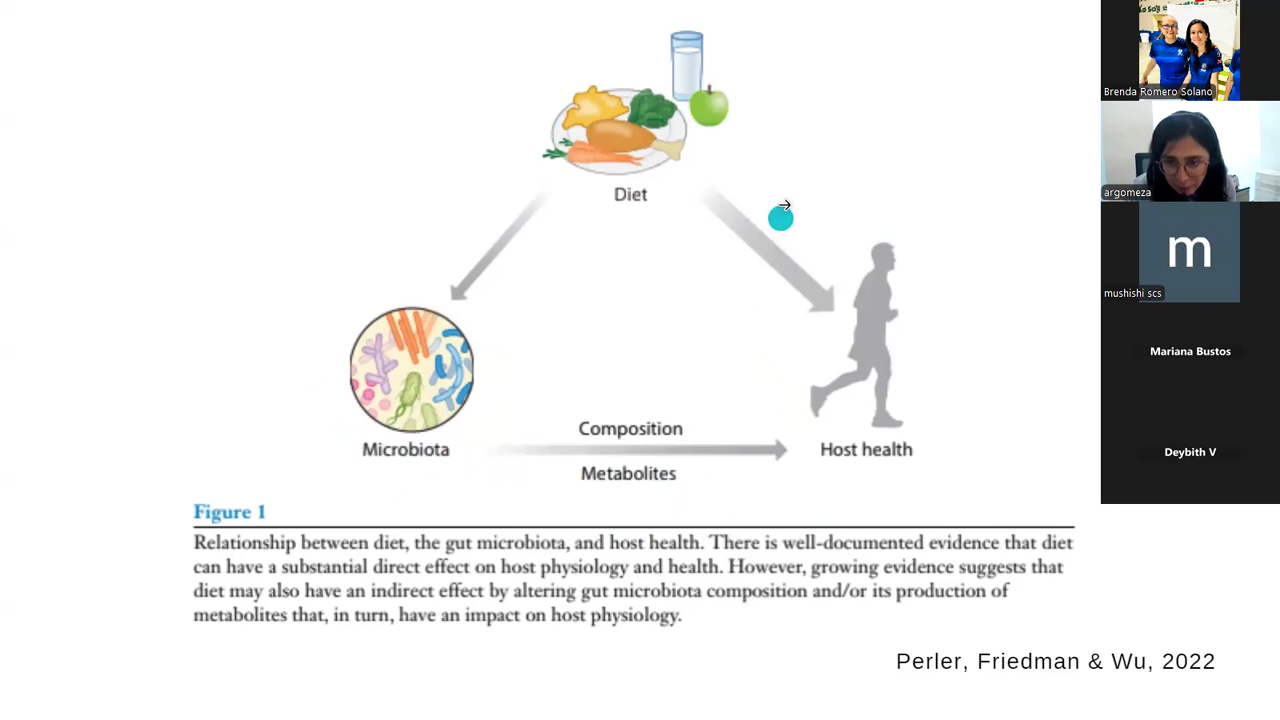 Diet
Microbiota
Composition
Metabolites
Host health
Figure 1
Relationship between diet, the gut microbiota, and host health. There is well-documented evidence that diet
can have a substantial direct effect on host physiology and health. However, growing evidence suggests that
diet may also have an indirect effect by altering gut microbiota composition and/or its production of
metabolites that, in turn, have an impact on host physiology.
Perler, Friedman & Wu, 2022
Brenda Romero Solano
argomeza
m
mushishi scs
Mariana Bustos
Deybith V